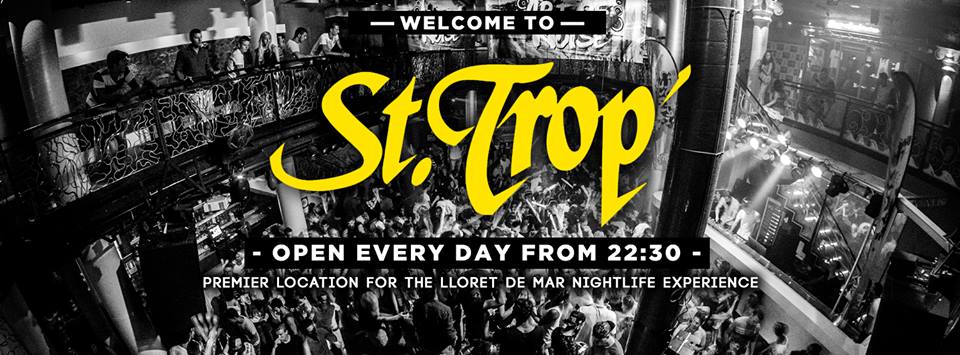 — WELCOME TO —
St. Trop'
- OPEN EVERY DAY FROM 22:30 -
PREMIER LOCATION FOR THE LLORET DE MAR NIGHTLIFE EXPERIENCE
NOISE